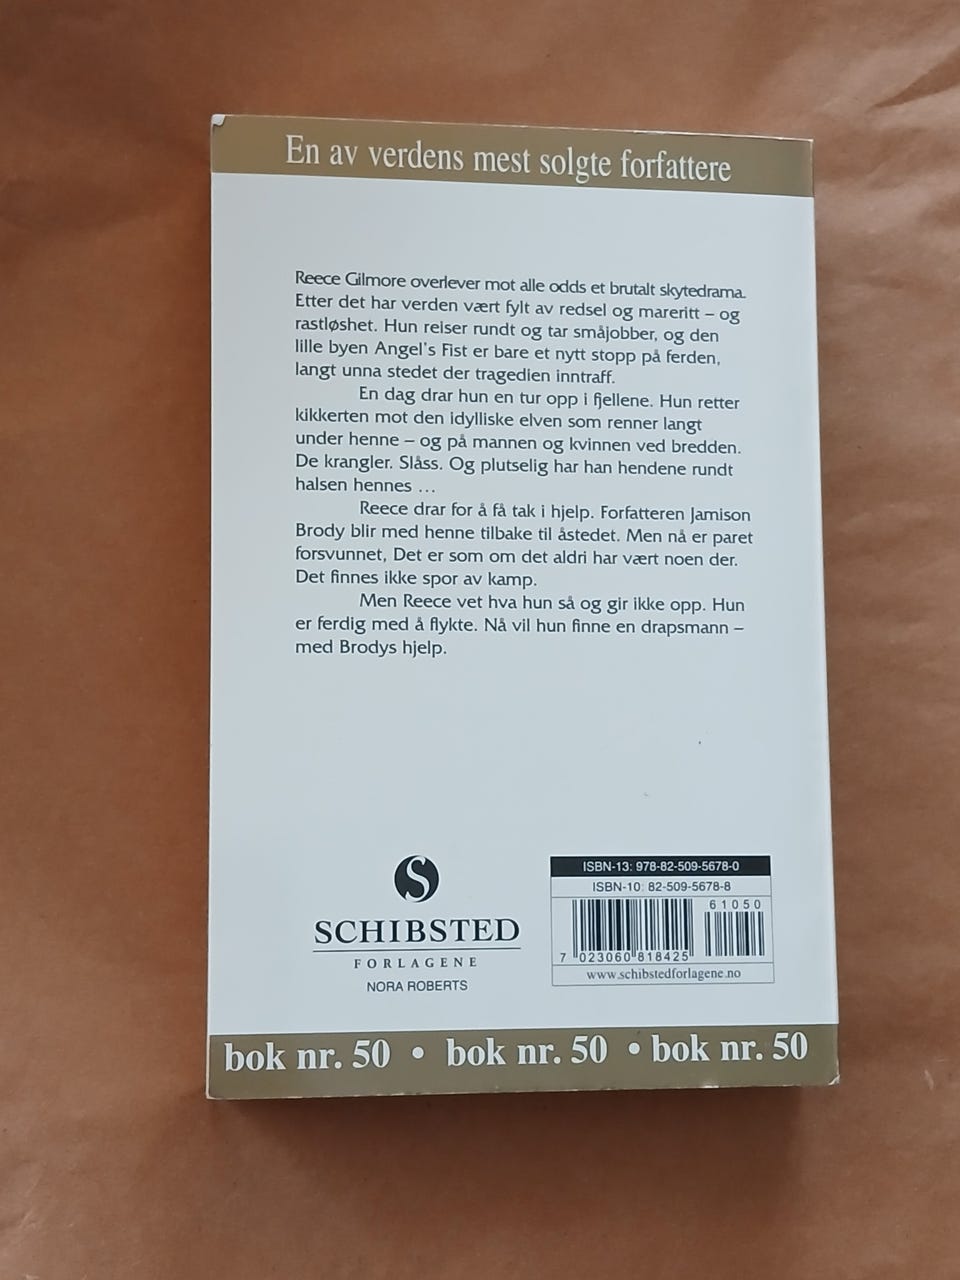 En av verdens mest solgte forfattere
Reece Gilmore overlever mot alle odds et brutalt skytedrama.
Etter det har verden vært fylt av redsel og mareritt – og
rastløshet. Hun reiser rundt og tar småjobber, og den
lille byen Angel's Fist er bare et nytt stopp på ferden,
langt unna stedet der tragedien inntraff.
En dag drar hun en tur opp i fjellene. Hun retter
kikkerten mot den idylliske elven som renner langt
under henne – og på mannen og kvinnen ved bredden.
De krangler. Slåss. Og plutselig har han hendene rundt
halsen hennes ...
Reece drar for å få tak i hjelp. Forfatteren Jamison
Brody blir med henne tilbake til åstedet. Men nå er paret
forsvunnet, Det er som om det aldri har vært noen der.
Det finnes ikke spor av kamp.
Men Reece vet hva hun så og gir ikke opp. Hun
er ferdig med å flykte. Nå vil hun finne en drapsmann –
med Brodys hjelp.
S
SCHIBSTED
FORLAGENE
NORA ROBERTS
ISBN-13: 978-82-509-5678-0
ISBN-10: 82-509-5678-8
61050
7 023060 818425
www.schibstedforlagene.no
bok nr. 50 • bok nr. 50 • bok nr. 50